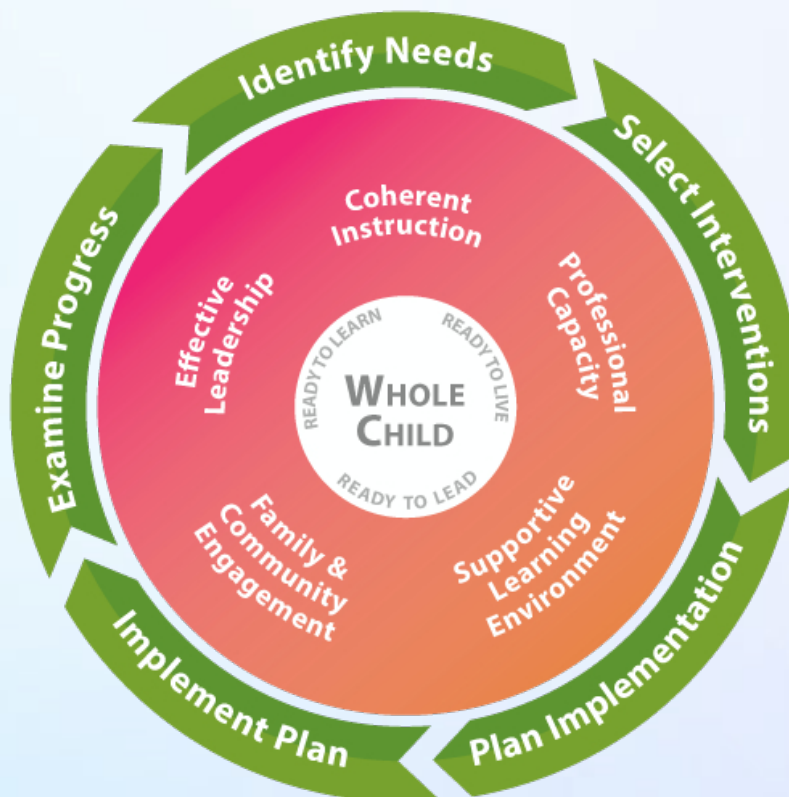 Identify Needs
Select Interventions
Plan Implementation
Implement Plan
Examine Progress
Coherent
Instruction
Professional
Capacity
Supportive
Learning
Environment
Family &
Community
Engagement
Effective
Leadership
READY TO LEARN
READY TO LIVE
READY TO LEAD
WHOLE
CHILD